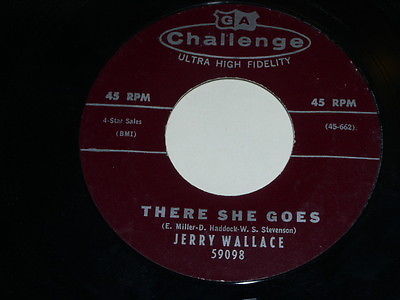 GA
Challenge
ULTRA HIGH FIDELITY
45 RPM 45 RPM
4-Star Sales (45-662)
(BMI)
THERE SHE GOES
(E. Miller-D. Haddock-W. S. Stevenson)
JERRY WALLACE
59098